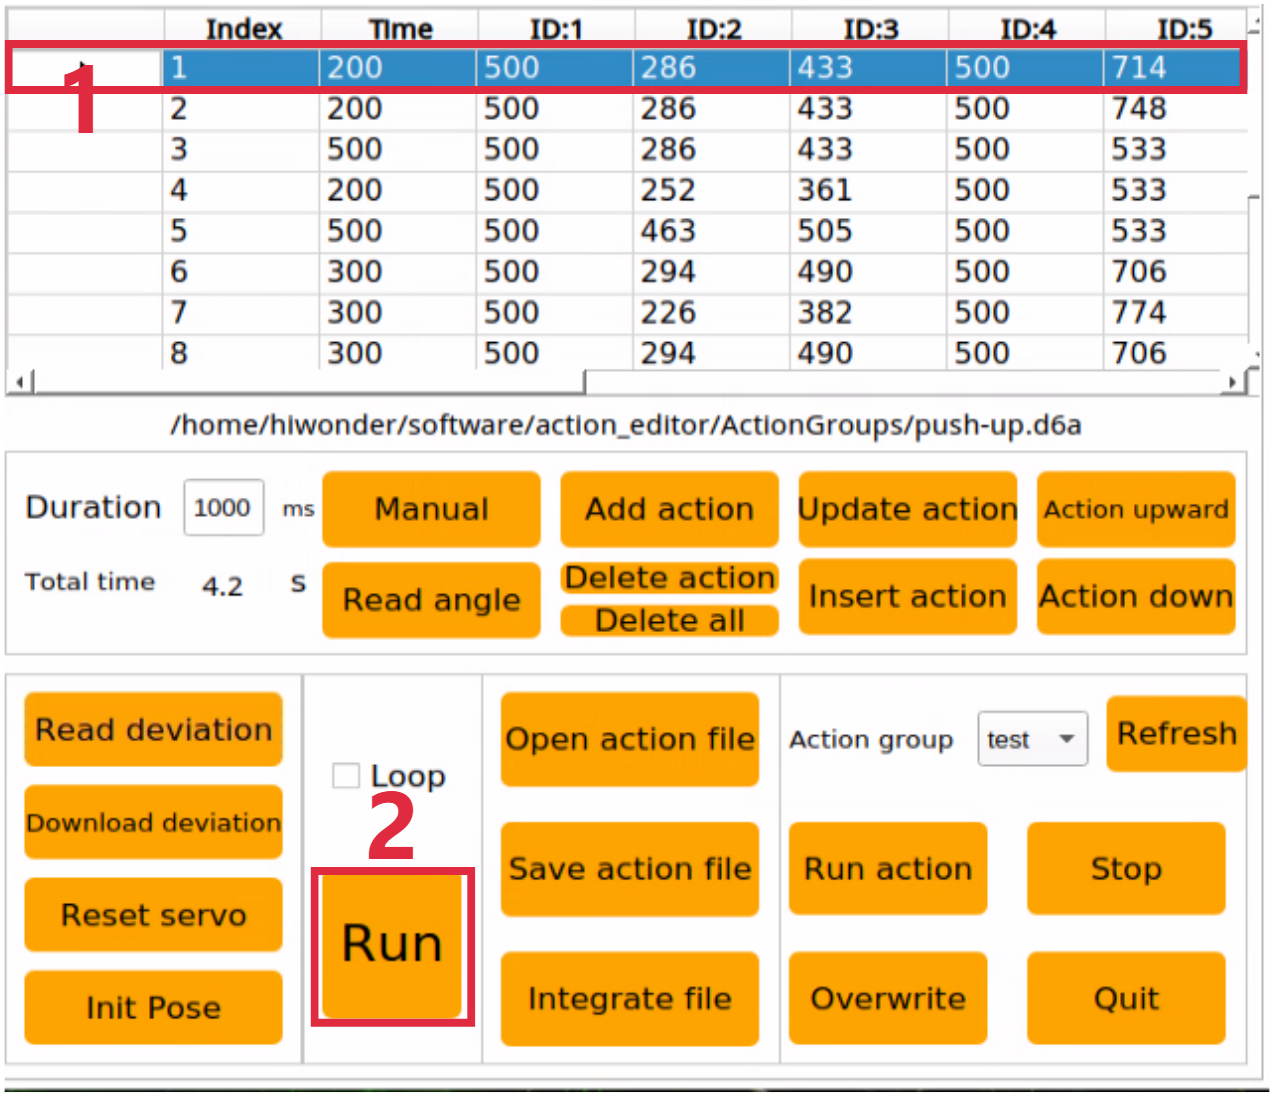 Index Time ID:1 ID:2 ID:3 ID:4 ID:5
1 1 200 500 286 433 500 714
2 200 500 286 433 500 748
3 500 500 286 433 500 533
4 200 500 252 361 500 533
5 500 500 463 505 500 533
6 300 500 294 490 500 706
7 300 500 226 382 500 774
8 300 500 294 490 500 706
/home/hiwonder/software/action_editor/ActionGroups/push-up.d6a
Duration 1000 ms Manual Add action Update action Action upward
Total time 4.2 S Read angle Delete action Insert action Action down
Delete all
Read deviation Open action file Action group test Refresh
Loop
Download deviation 2 Save action file Run action Stop
Reset servo Run
Init Pose Integrate file Overwrite Quit